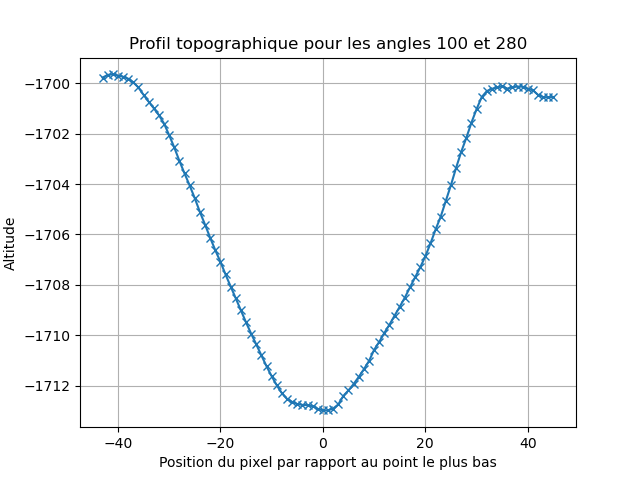 Profil topographique pour les angles 100 et 280
Altitude
−1700
−1702
−1704
−1706
−1708
−1710
−1712
−40 −20 0 20 40
Position du pixel par rapport au point le plus bas